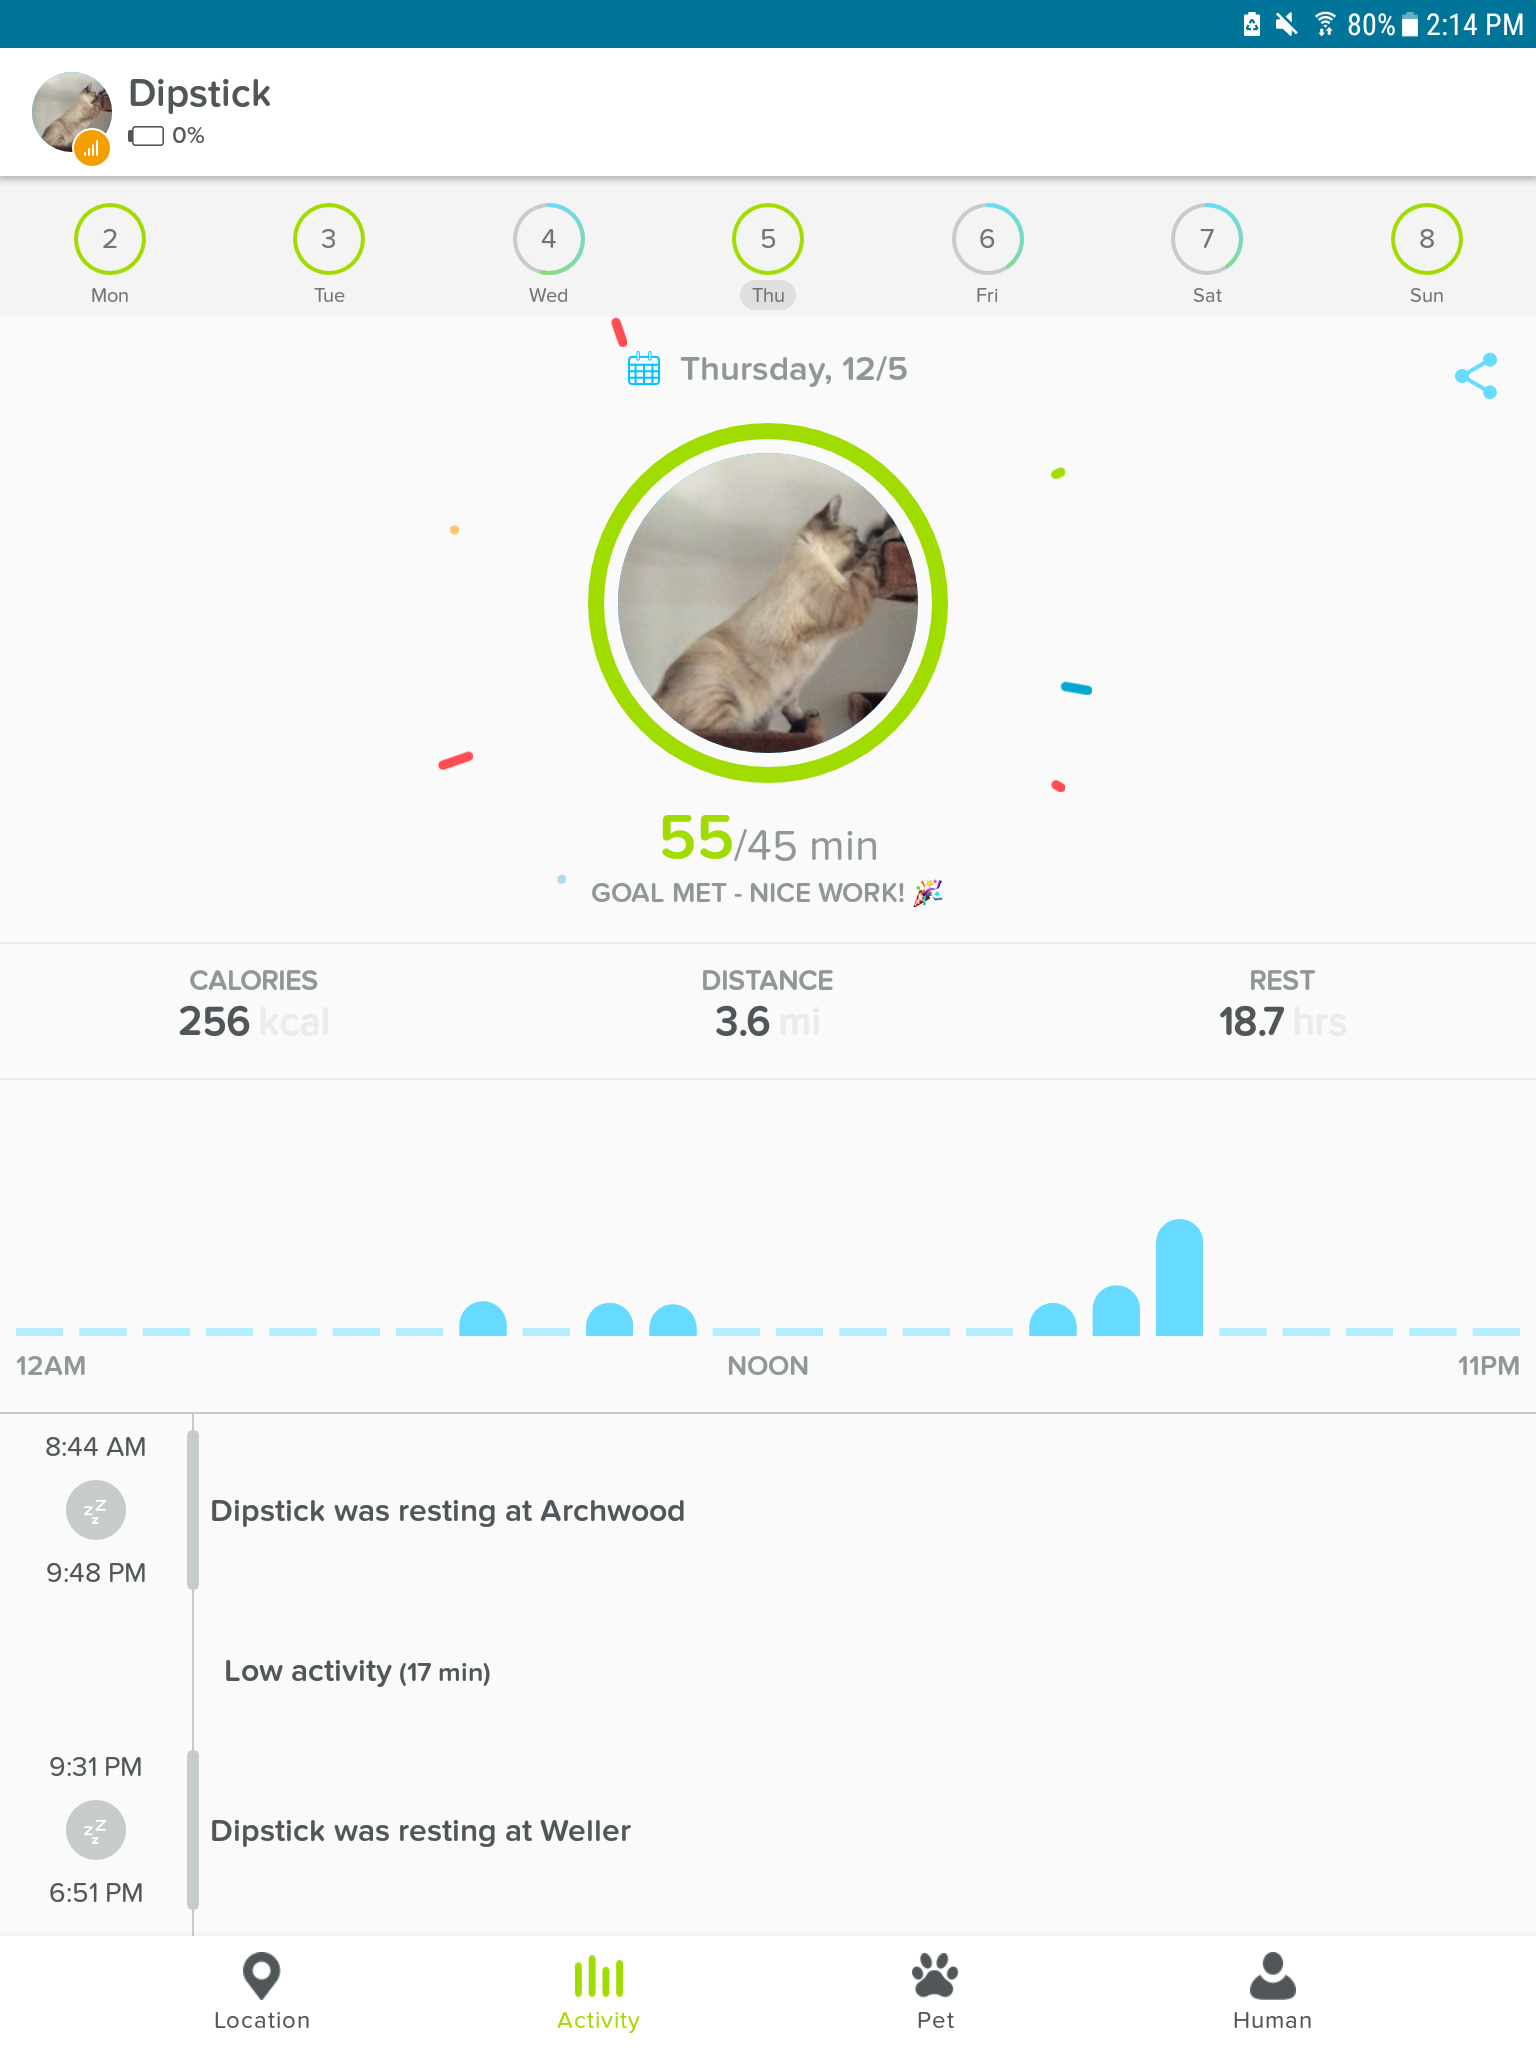 80% 2:14 PM
Dipstick
0%
2 3 4 5 6 7 8
Mon Tue Wed Thu Fri Sat Sun
Thursday, 12/5
55/45 min
GOAL MET - NICE WORK!
CALORIES DISTANCE REST
256 kcal 3.6 mi 18.7 hrs
12AM NOON 11PM
8:44 AM
zzz
Dipstick was resting at Archwood
9:48 PM
Low activity (17 min)
9:31 PM
zzz
Dipstick was resting at Weller
6:51 PM
Location Activity Pet Human